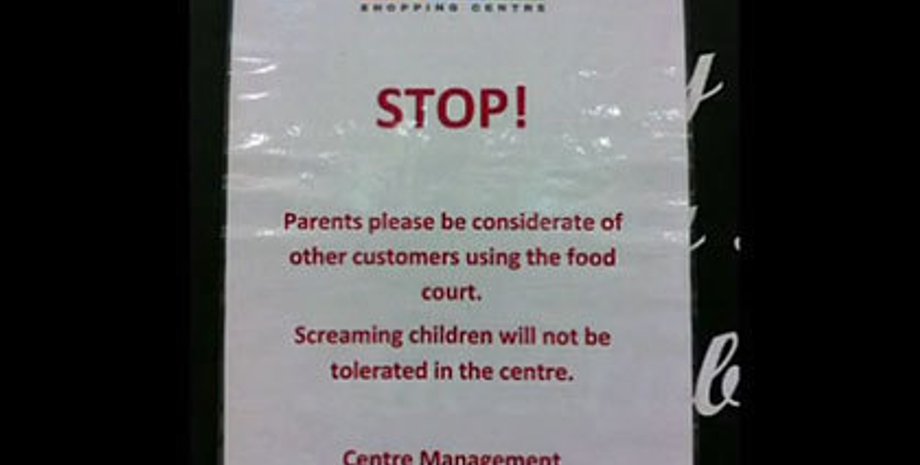 SHOPPING CENTRE
STOP!
Parents please be considerate of
other customers using the food
court.
Screaming children will not be
tolerated in the centre.
Centre Management
y
b